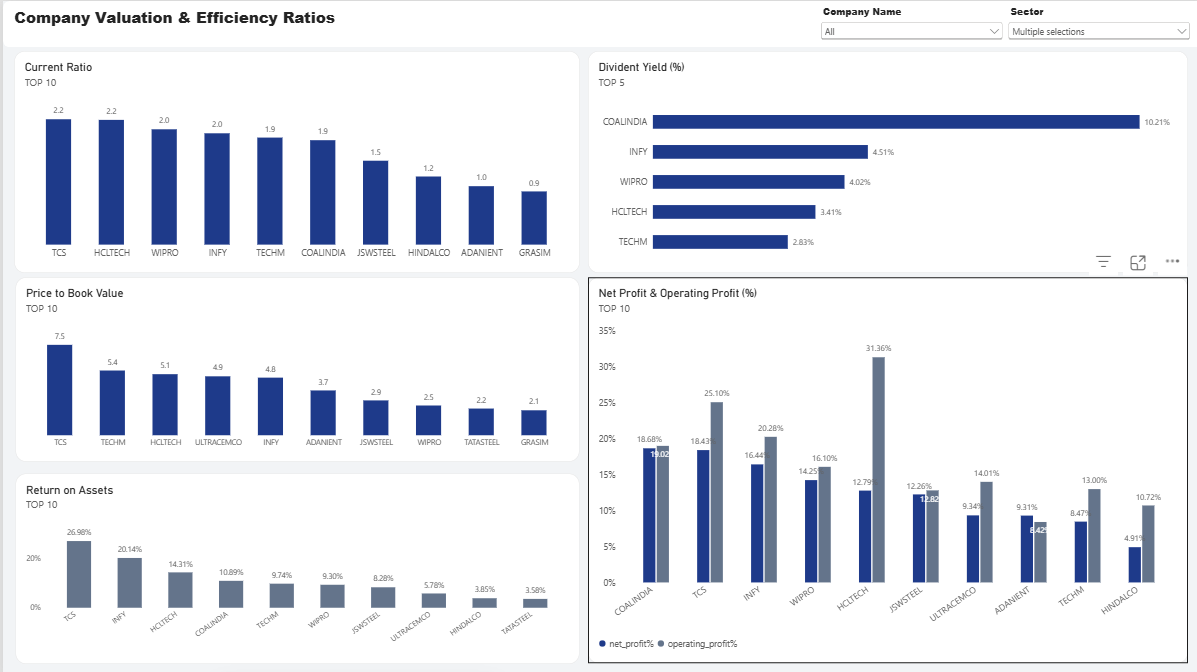 Company Valuation & Efficiency Ratios
Company Name
All
Sector
Multiple selections
Current Ratio
TOP 10
2.2 2.2 2.0 2.0 1.9 1.9 1.5 1.2 1.0 0.9
TCS HCLTECH WIPRO INFY TECHM COALINDIA JSWSTEEL HINDALCO ADANIENT GRASIM
Divident Yield (%)
TOP 5
COALINDIA 10.21%
INFY 4.51%
WIPRO 4.02%
HCLTECH 3.41%
TECHM 2.83%
Price to Book Value
TOP 10
7.5 5.4 5.1 4.9 4.8 3.7 2.9 2.5 2.2 2.1
TCS TECHM HCLTECH ULTRACEMCO INFY ADANIENT JSWSTEEL WIPRO TATASTEEL GRASIM
Return on Assets
TOP 10
20%
0%
26.98% 20.14% 14.31% 10.89% 9.74% 9.30% 8.28% 5.78% 3.85% 3.58%
TCS INFY HCLTECH COALINDIA TECHM WIPRO JSWSTEEL ULTRACEMCO HINDALCO TATASTEEL
Net Profit & Operating Profit (%)
TOP 10
35%
30%
25%
20%
15%
10%
5%
0%
18.68% 18.43% 16.44% 14.25% 12.79% 12.26% 9.34% 9.31% 8.47% 4.91%
19.02 25.10% 20.28% 16.10% 31.36% 12.82 14.01% 8.42% 13.00% 10.72%
COALINDIA TCS INFY WIPRO HCLTECH JSWSTEEL ULTRACEMCO ADANIENT TECHM HINDALCO
net_profit% operating_profit%